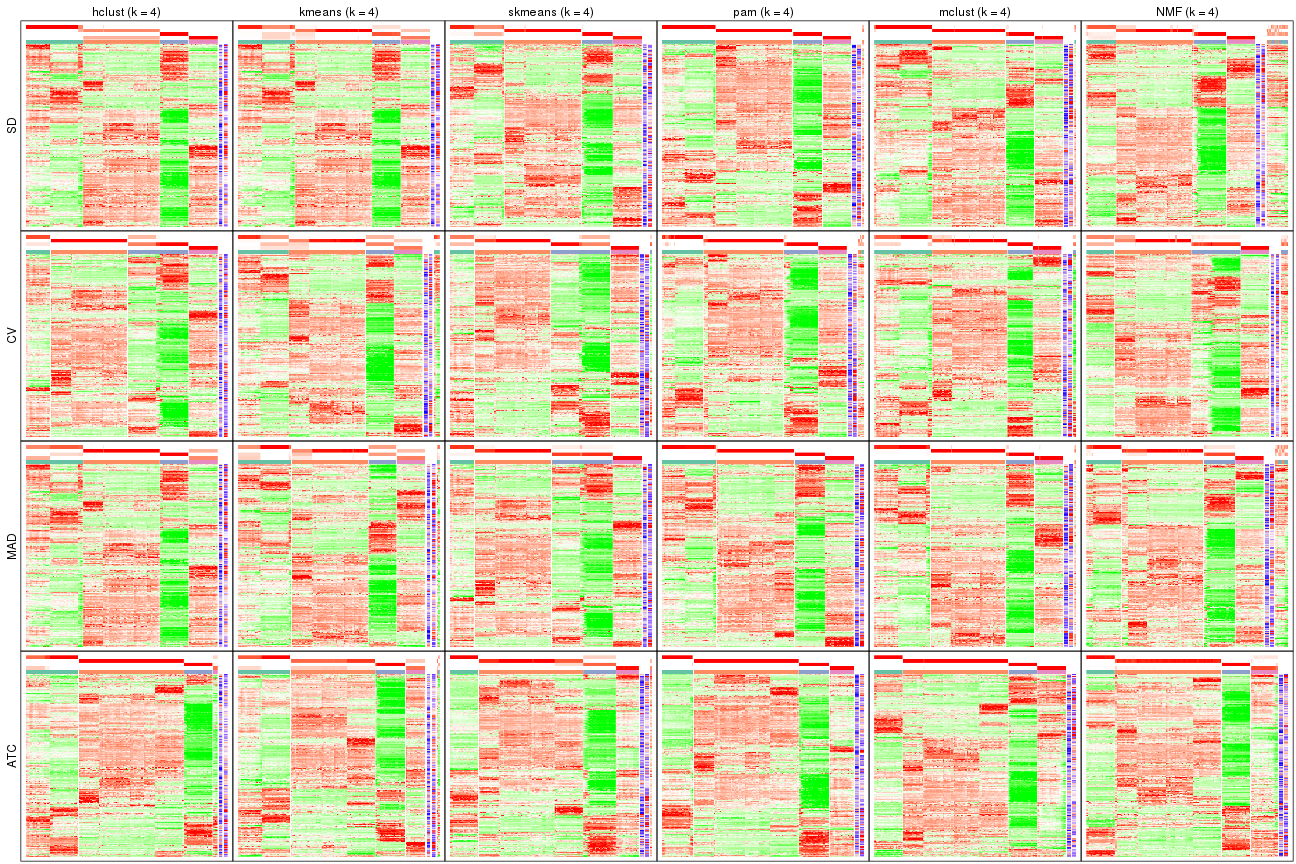 hclust (k = 4) kmeans (k = 4) skmeans (k = 4) pam (k = 4) mclust (k = 4) NMF (k = 4)
SD
CV
MAD
ATC